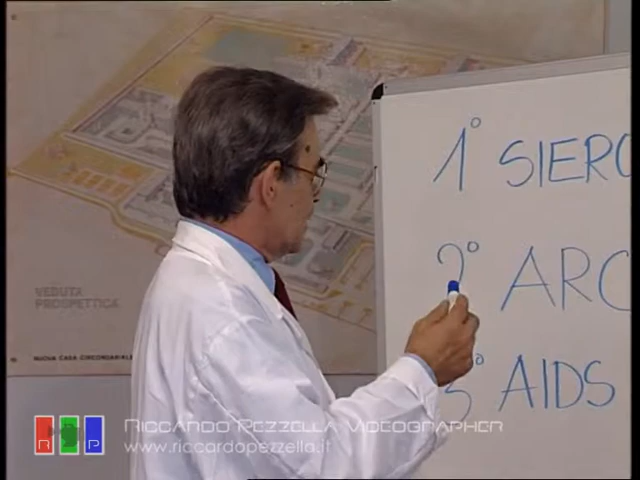 1° SIERO
2° ARC
3° AIDS
VEDUTA
PROSPETTICA
NUOVA CASA CIRCONDARIALE
R P
RICCARDO PEZZELLA VIDEOGRAPHER
www.riccardopezzella.it